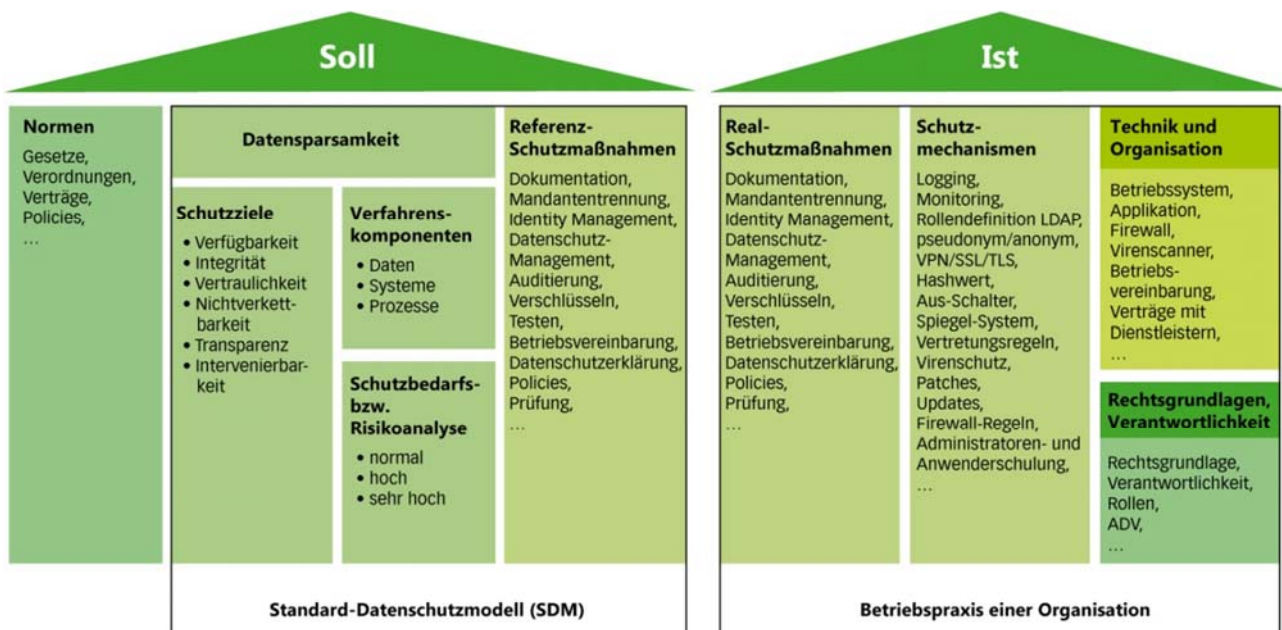 Soll
Normen
Gesetze,
Verordnungen,
Verträge,
Policies,
…
Datensparsamkeit
Schutzziele
• Verfügbarkeit
• Integrität
• Vertraulichkeit
• Nichtverkett-
barkeit
• Transparenz
• Intervenierbar-
keit
Verfahrens-
komponenten
• Daten
• Systeme
• Prozesse
Schutzbedarfs-
bzw.
Risikoanalyse
• normal
• hoch
• sehr hoch
Referenz-
Schutzmaßnahmen
Dokumentation,
Mandantentrennung,
Identity Management,
Datenschutz-
Management,
Auditierung,
Verschlüsseln,
Testen,
Betriebsvereinbarung,
Datenschutzerklärung,
Policies,
Prüfung,
…
Standard-Datenschutzmodell (SDM)
Ist
Real-
Schutzmaßnahmen
Dokumentation,
Mandantentrennung,
Identity Management,
Datenschutz-
Management,
Auditierung,
Verschlüsseln,
Testen,
Betriebsvereinbarung,
Datenschutzerklärung,
Policies,
Prüfung,
…
Schutz-
mechanismen
Logging,
Monitoring,
Rollendefinition LDAP,
pseudonym/anonym,
VPN/SSL/TLS,
Hashwert,
Aus-Schalter,
Spiegel-System,
Vertretungsregeln,
Virenschutz,
Patches,
Updates,
Firewall-Regeln,
Administratoren- und
Anwenderschulung,
…
Technik und
Organisation
Betriebssystem,
Applikation,
Firewall,
Virenscanner,
Betriebs-
vereinbarung,
Verträge mit
Dienstleistern,
…
Rechtsgrundlagen,
Verantwortlichkeit
Rechtsgrundlage,
Verantwortlichkeit,
Rollen,
ADV,
…
Betriebspraxis einer Organisation